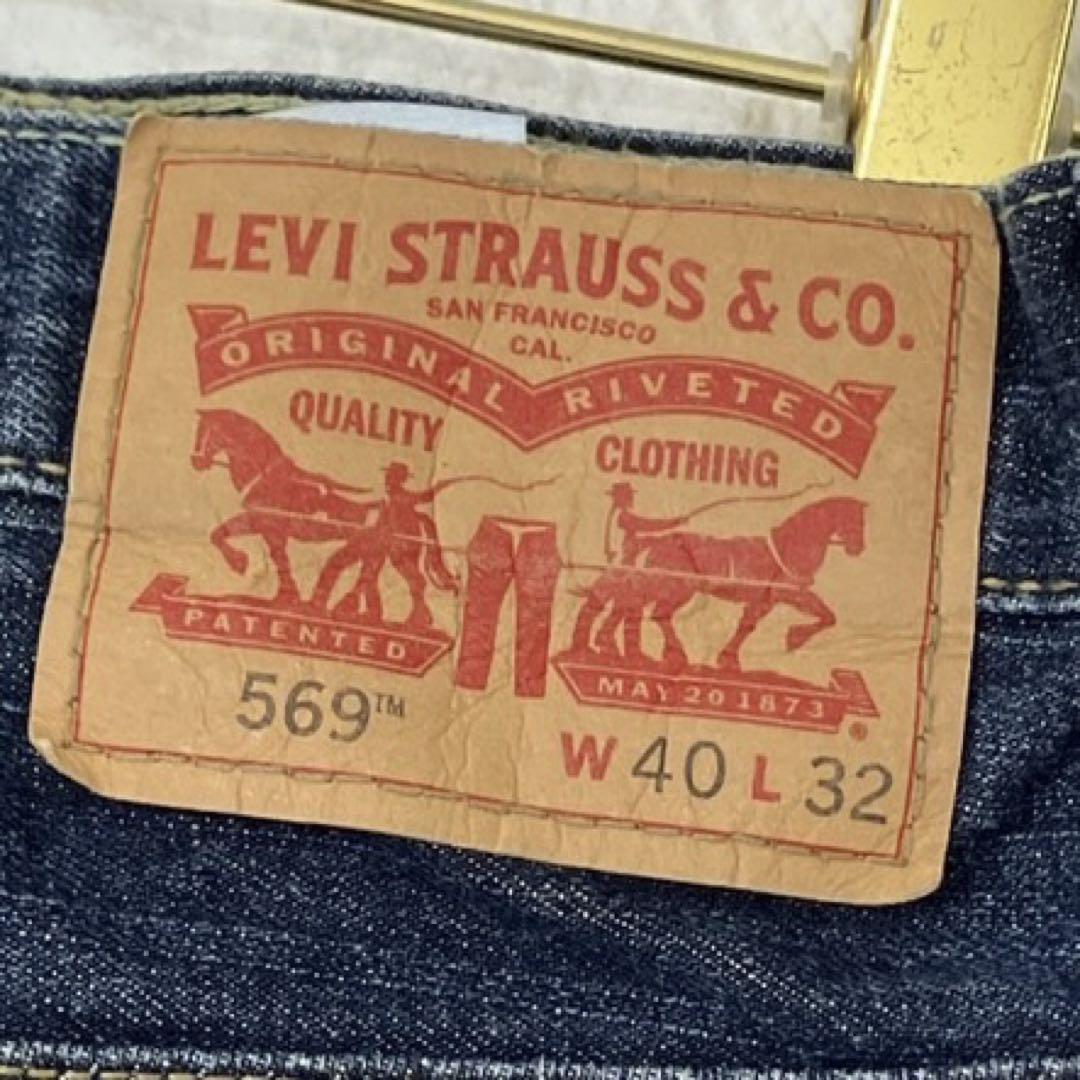 LEVI STRAUSS & CO.
SAN FRANCISCO
CAL.
ORIGINAL RIVETED
QUALITY CLOTHING
PATENTED
MAY 20 1873
®
569™
W 40 L 32